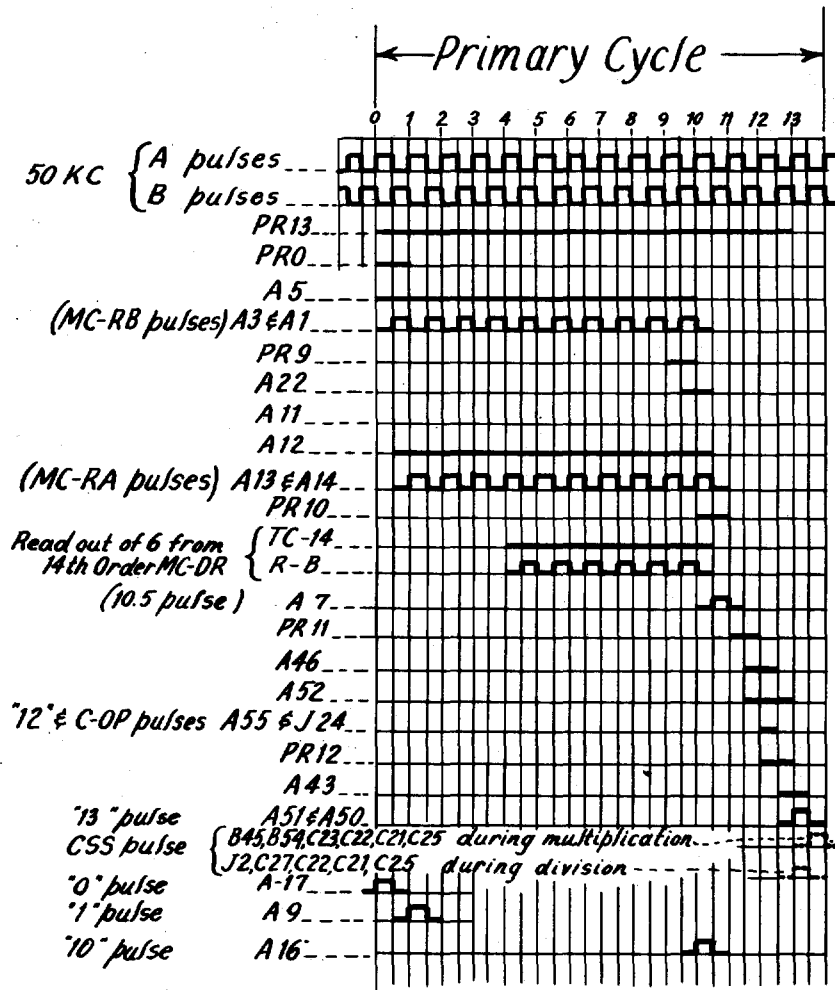 Primary Cycle
0 1 2 3 4 5 6 7 8 9 10 11 12 13
50 KC { A pulses
B pulses
PR13
PR0
A5
(MC-RB pulses) A3 & A1
PR9
A22
A11
A12
(MC-RA pulses) A13 & A14
PR10
Read out of 6 from { TC-14
14th Order MC-DR R-B
(10.5 pulse) A7
PR11
A46
A52
"12" & C-OP pulses A55 & J24
PR12
A43
"13" pulse A51 & A50
CSS pulse { B45, B54, C23, C22, C21, C25 during multiplication
J2, C27, C22, C21, C25 during division
"0" pulse A-17
"1" pulse A9
"10" pulse A16